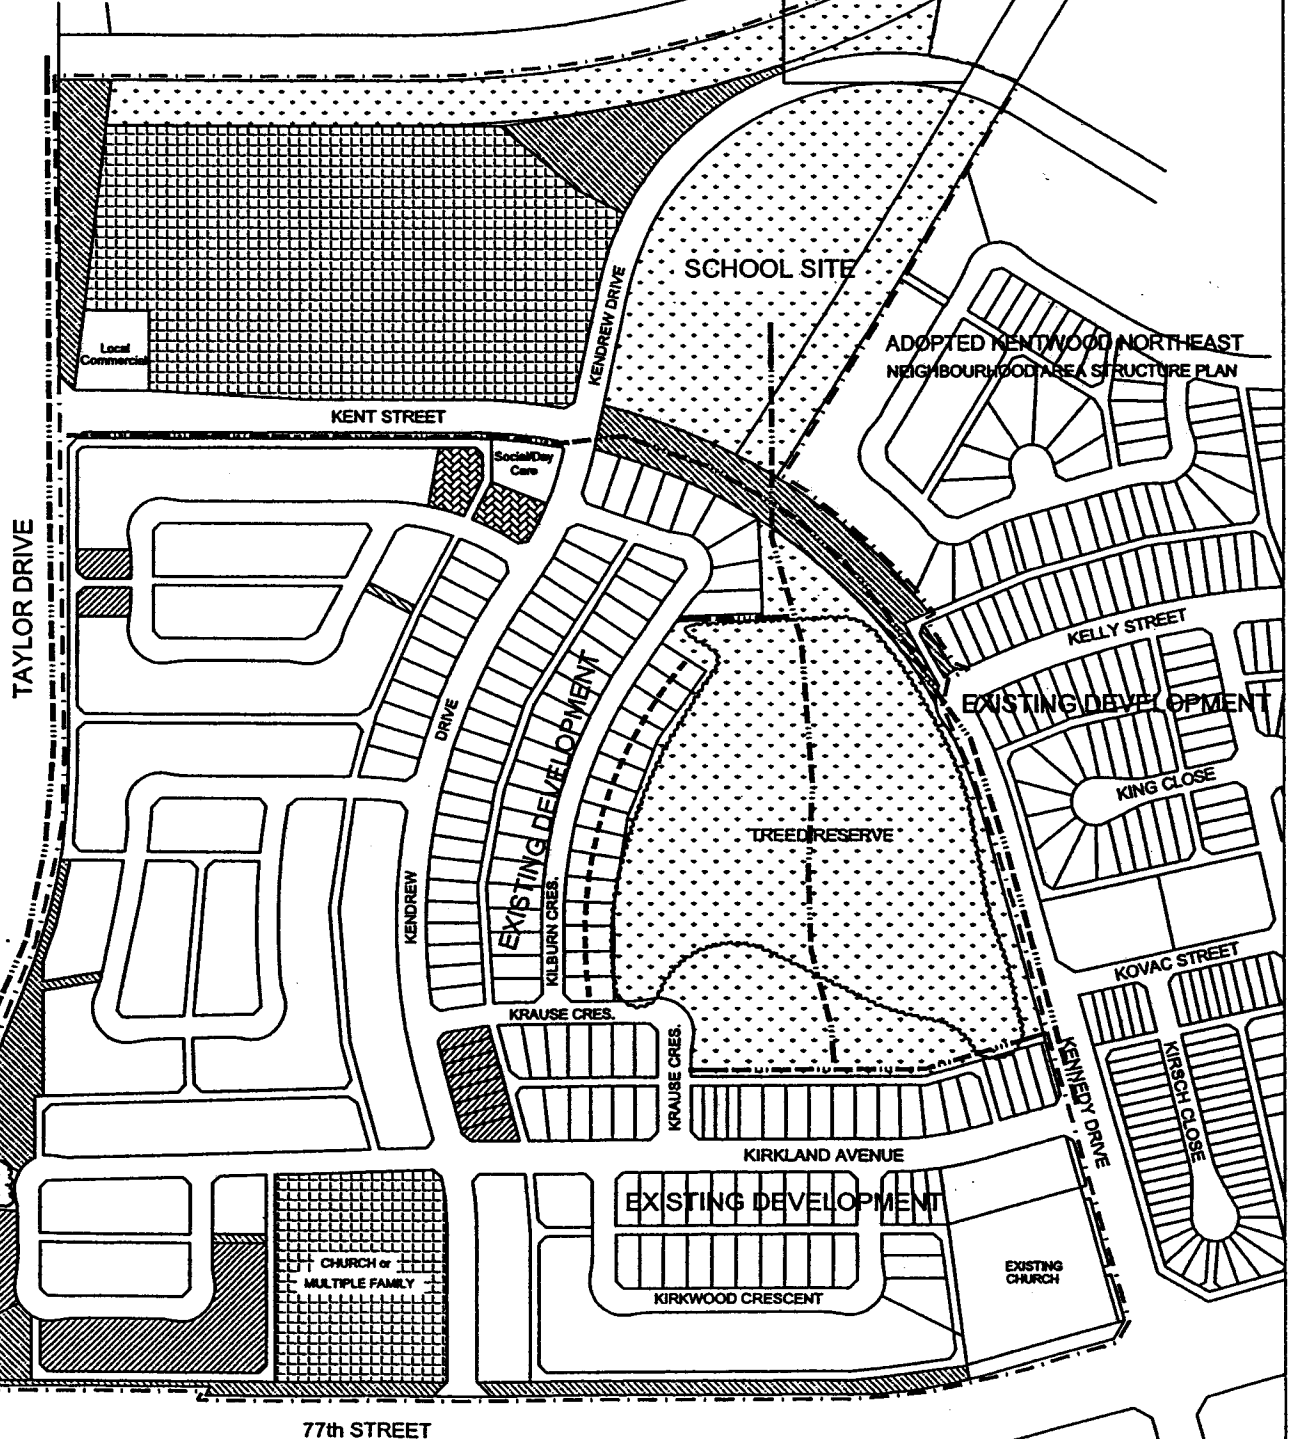 SCHOOL SITE
KENDREW DRIVE
ADOPTED KENTWOOD NORTHEAST
NEIGHBOURHOOD AREA STRUCTURE PLAN
Local
Commercial
KENT STREET
Social/Day
Care
TAYLOR DRIVE
KELLY STREET
EXISTING DEVELOPMENT
EXISTING DEVELOPMENT
DRIVE
KING CLOSE
TREED RESERVE
KENDREW
KILBURN CRES.
KOVAC STREET
KRAUSE CRES.
KRAUSE CRES.
KENNEDY DRIVE
KIRSCH CLOSE
KIRKLAND AVENUE
EXISTING DEVELOPMENT
CHURCH or
MULTIPLE FAMILY
EXISTING
CHURCH
KIRKWOOD CRESCENT
77th STREET